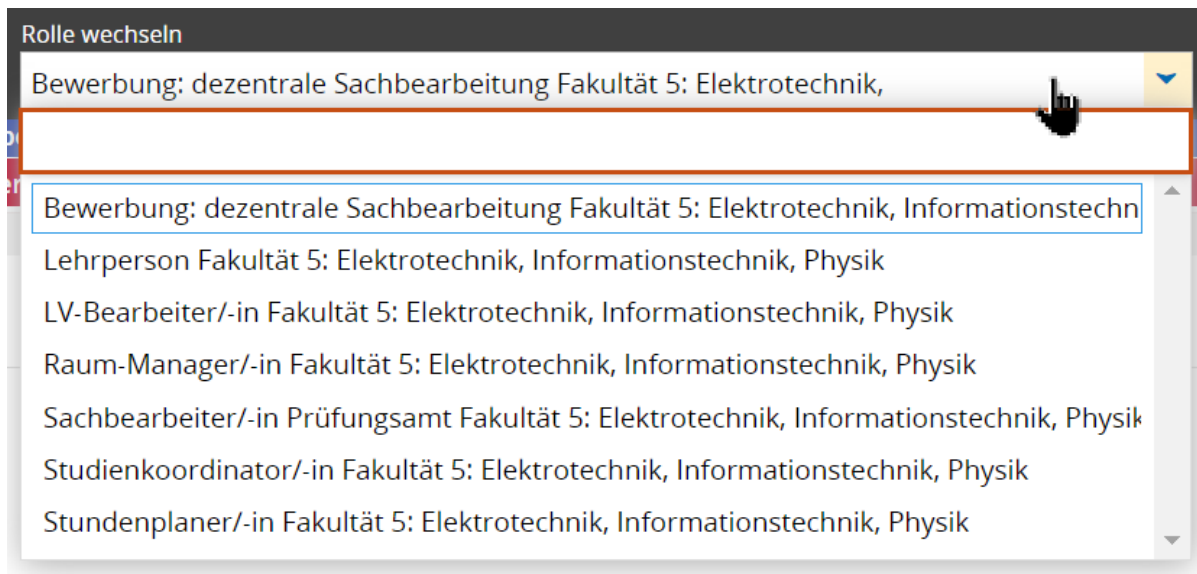 Rolle wechseln
Bewerbung: dezentrale Sachbearbeitung Fakultät 5: Elektrotechnik,
Bewerbung: dezentrale Sachbearbeitung Fakultät 5: Elektrotechnik, Informationstechn
Lehrperson Fakultät 5: Elektrotechnik, Informationstechnik, Physik
LV-Bearbeiter/-in Fakultät 5: Elektrotechnik, Informationstechnik, Physik
Raum-Manager/-in Fakultät 5: Elektrotechnik, Informationstechnik, Physik
Sachbearbeiter/-in Prüfungsamt Fakultät 5: Elektrotechnik, Informationstechnik, Physik
Studienkoordinator/-in Fakultät 5: Elektrotechnik, Informationstechnik, Physik
Stundenplaner/-in Fakultät 5: Elektrotechnik, Informationstechnik, Physik